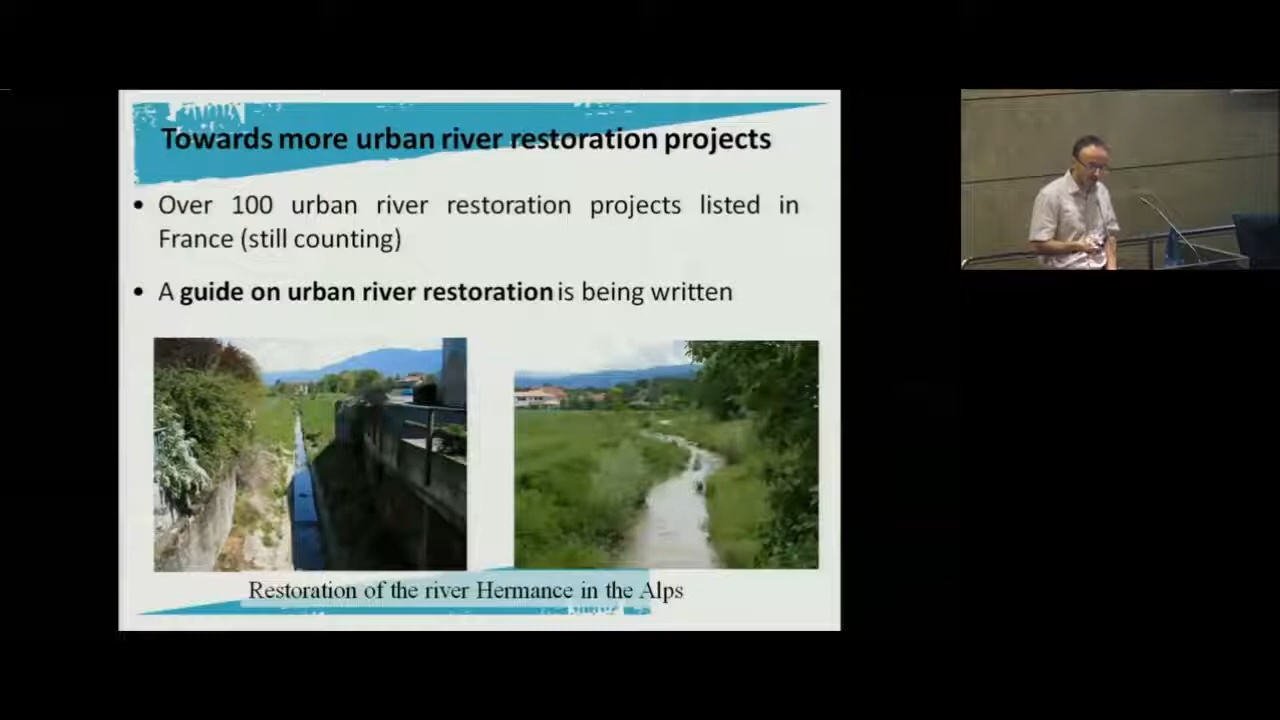 Towards more urban river restoration projects
• Over 100 urban river restoration projects listed in
France (still counting)
• A guide on urban river restoration is being written
Restoration of the river Hermance in the Alps